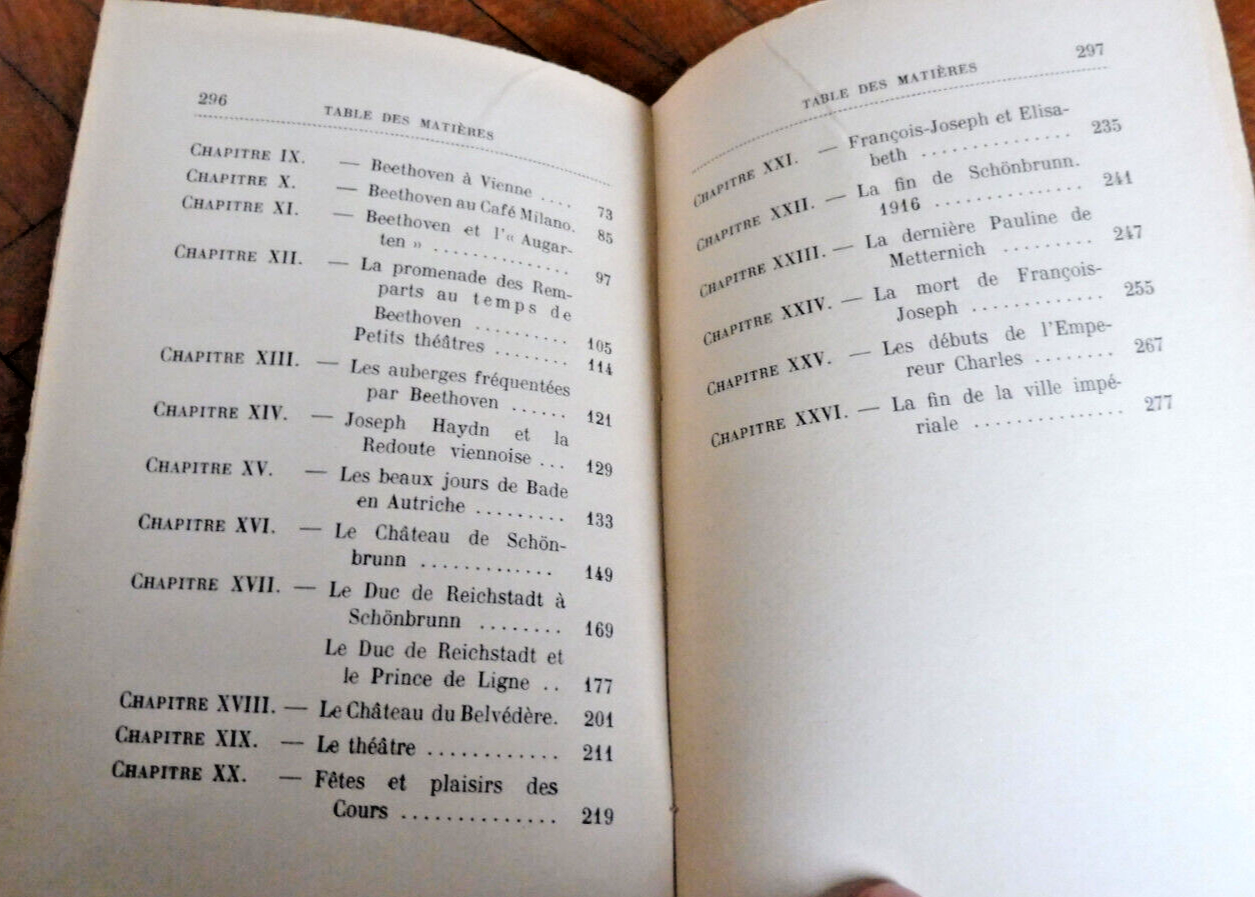 296
TABLE DES MATIÈRES
CHAPITRE IX. — Beethoven à Vienne .... 73
CHAPITRE X. — Beethoven au Café Milano. 85
CHAPITRE XI. — Beethoven et l'« Augar-
ten » .............. 97
CHAPITRE XII. — La promenade des Rem-
parts au temps de
Beethoven .......... 105
Petits théâtres ........ 114
CHAPITRE XIII. — Les auberges fréquentées
par Beethoven ...... 121
CHAPITRE XIV. — Joseph Haydn et la
Redoute viennoise ... 129
CHAPITRE XV. — Les beaux jours de Bade
en Autriche ......... 133
CHAPITRE XVI. — Le Château de Schön-
brunn ............. 149
CHAPITRE XVII. — Le Duc de Reichstadt à
Schönbrunn ........ 169
Le Duc de Reichstadt et
le Prince de Ligne .. 177
CHAPITRE XVIII. — Le Château du Belvédère. 201
CHAPITRE XIX. — Le théâtre ............ 211
CHAPITRE XX. — Fêtes et plaisirs des
Cours .............. 219
TABLE DES MATIÈRES 297
CHAPITRE XXI. — François-Joseph et Elisa-
beth .............. 235
CHAPITRE XXII. — La fin de Schönbrunn.
1916 .............. 241
CHAPITRE XXIII. — La dernière Pauline de
Metternich ......... 247
CHAPITRE XXIV. — La mort de François-
Joseph ............. 255
CHAPITRE XXV. — Les débuts de l'Empe-
reur Charles ........ 267
CHAPITRE XXVI. — La fin de la ville impé-
riale .............. 277